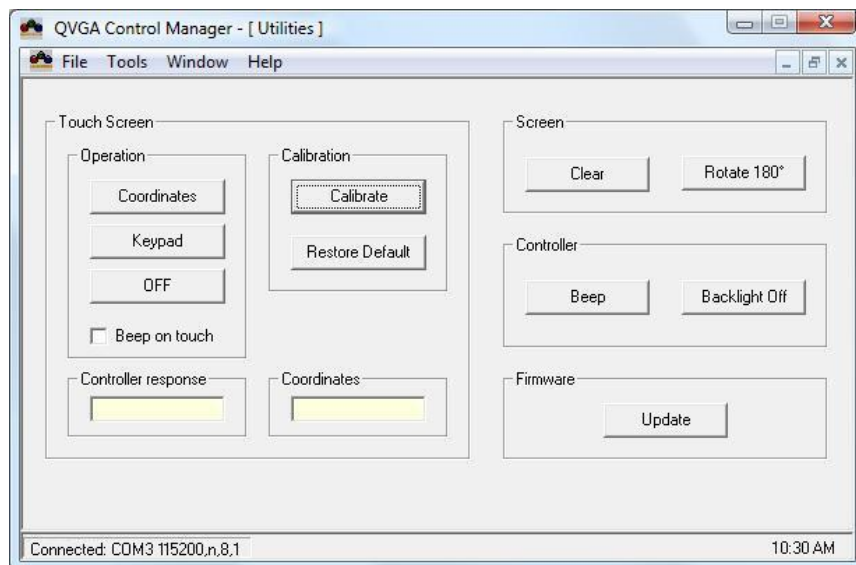 QVGA Control Manager - [ Utilities ]
File Tools Window Help
Touch Screen
Operation
Coordinates
Keypad
OFF
Beep on touch
Calibration
Calibrate
Restore Default
Controller response
Coordinates
Screen
Clear
Rotate 180°
Controller
Beep
Backlight Off
Firmware
Update
Connected: COM3 115200,n,8,1
10:30 AM